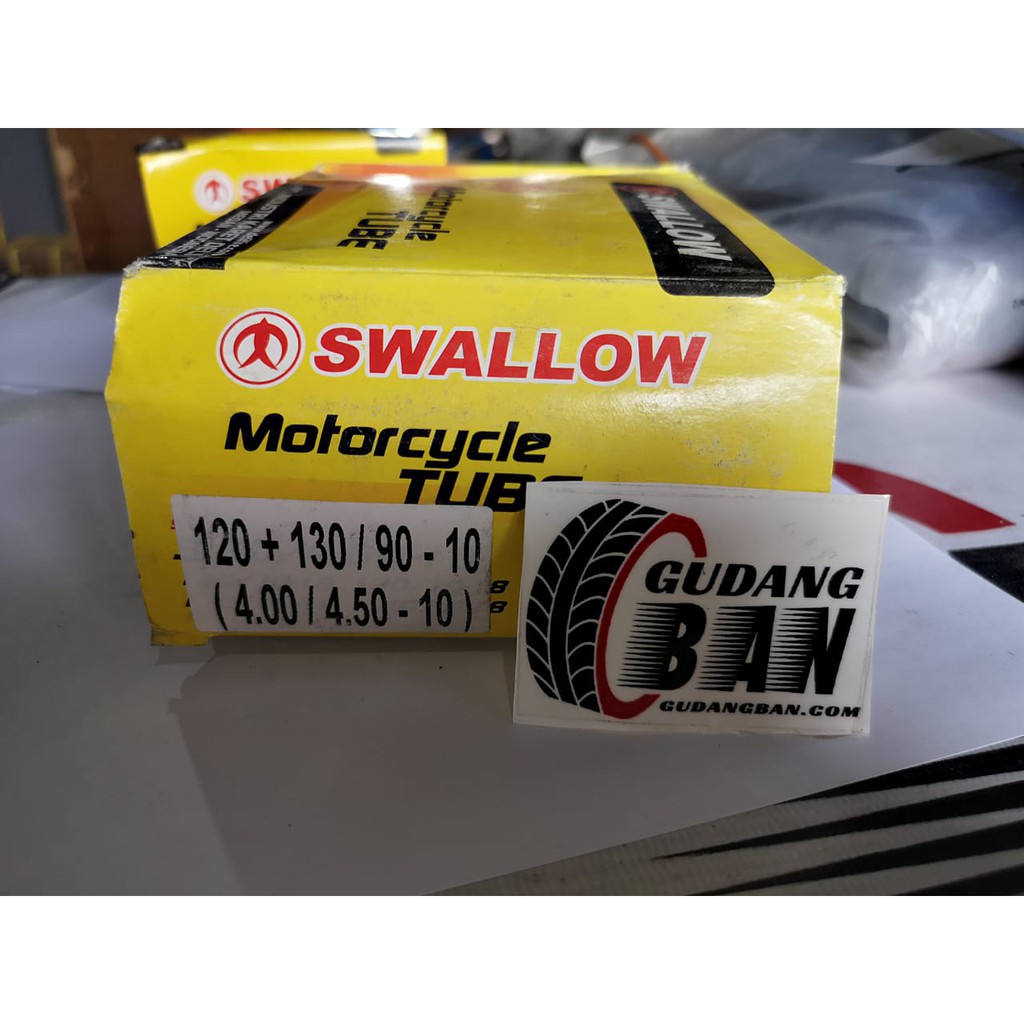 SW
Motorcycle
TUBE
SWALLOW
SWALLOW
Motorcycle
TUBE
120 + 130 / 90 - 10
( 4.00 / 4.50 - 10 )
GUDANG
BAN
GUDANGBAN.COM